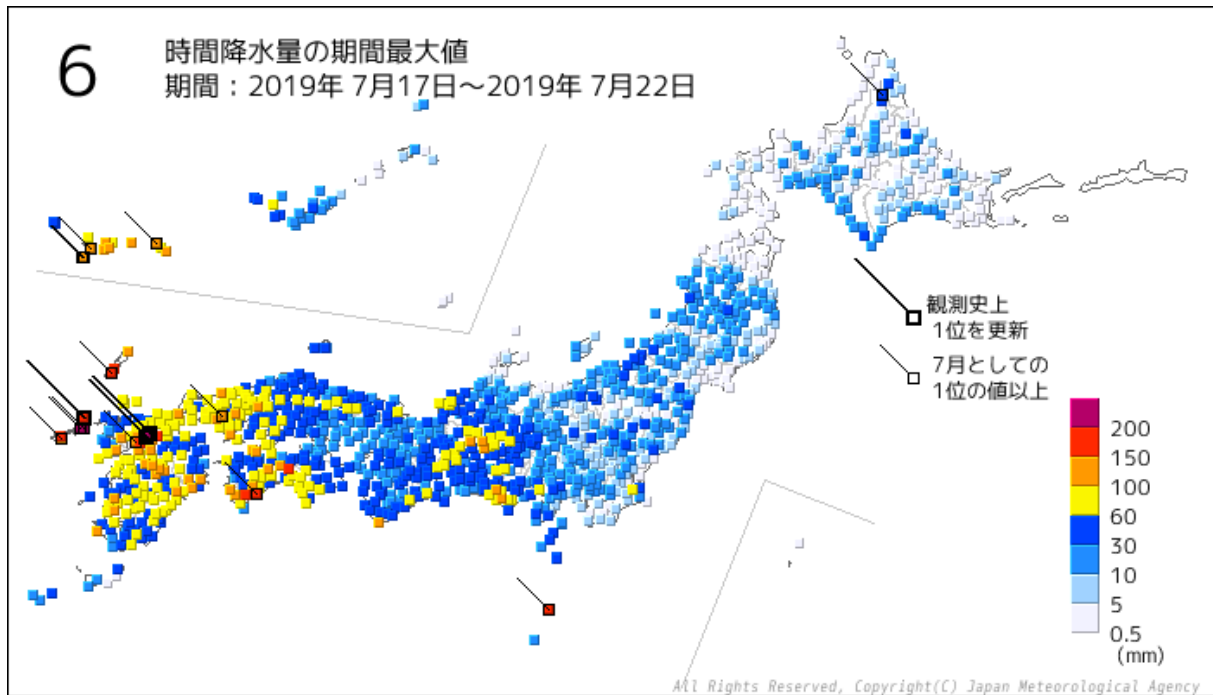 6
時間降水量の期間最大値
期間：2019年 7月17日～2019年 7月22日
観測史上
1位を更新
7月としての
1位の値以上
200
150
100
60
30
10
5
0.5
(mm)
All Rights Reserved, Copyright(C) Japan Meteorological Agency